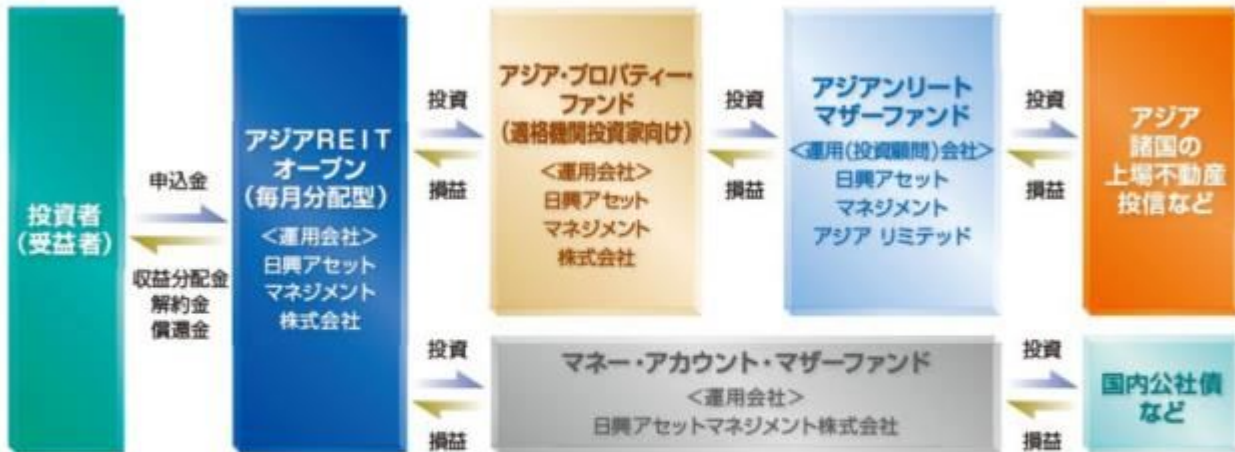 投資者
(受益者)
申込金
収益分配金
解約金
償還金
アジアREIT
オープン
(毎月分配型)
<運用会社>
日興アセット
マネジメント
株式会社
投資
損益
アジア・プロパティー・
ファンド
(適格機関投資家向け)
<運用会社>
日興アセット
マネジメント
株式会社
投資
損益
アジアンリート
マザーファンド
<運用(投資顧問)会社>
日興アセット
マネジメント
アジア リミテッド
投資
損益
アジア
諸国の
上場不動産
投信など
投資
損益
マネー・アカウント・マザーファンド
<運用会社>
日興アセットマネジメント株式会社
投資
損益
国内公社債
など